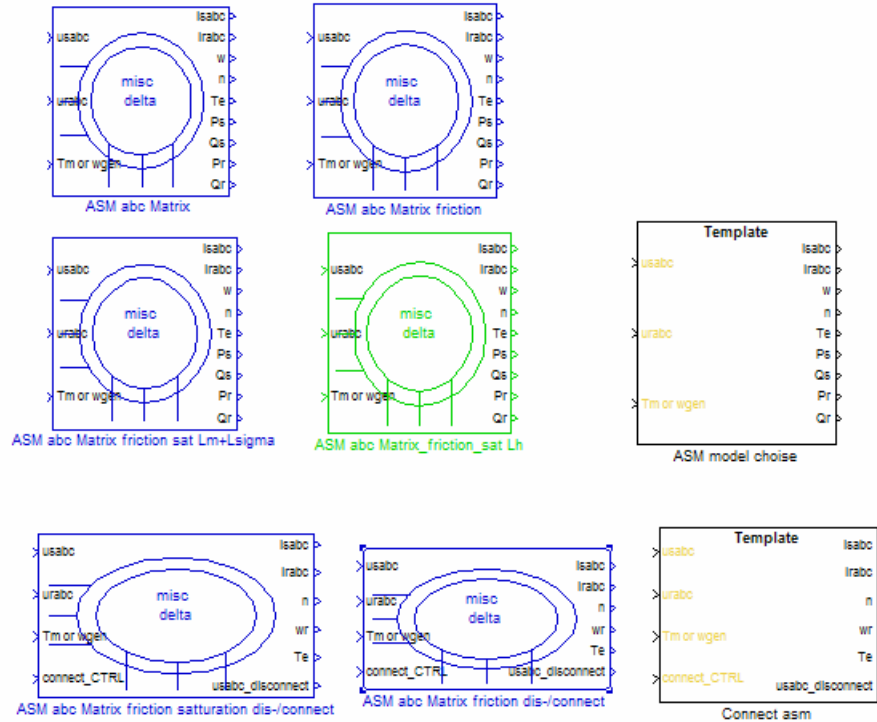 Isabc
usabc
Irabc
w
misc
n
urabc
delta
Te
Ps
Qs
Tm or wgen
Pr
Qr
ASM abc Matrix
Isabc
usabc
Irabc
w
misc
n
urabc
delta
Te
Ps
Qs
Tm or wgen
Pr
Qr
ASM abc Matrix friction
Isabc
usabc
Irabc
w
misc
n
urabc
delta
Te
Ps
Qs
Tm or wgen
Pr
Qr
ASM abc Matrix friction sat Lm+Lsigma
Isabc
usabc
Irabc
w
misc
n
urabc
delta
Te
Ps
Qs
Tm or wgen
Pr
Qr
ASM abc Matrix_friction_sat Lh
Template
Isabc
usabc
Irabc
w
n
urabc
Te
Ps
Qs
Tm or wgen
Pr
Qr
ASM model choise
Isabc
usabc
Irabc
misc
urabc
n
delta
Tm or wgen
wr
Te
connect_CTRL
usabc_disconnect
ASM abc Matrix friction satturation dis-/connect
Isabc
usabc
Irabc
misc
urabc
n
delta
Tm or wgen
wr
Te
connect_CTRL
usabc_disconnect
ASM abc Matrix friction dis-/connect
Template
Isabc
usabc
Irabc
urabc
n
Tm or wgen
wr
Te
connect_CTRL
usabc_disconnect
Connect asm